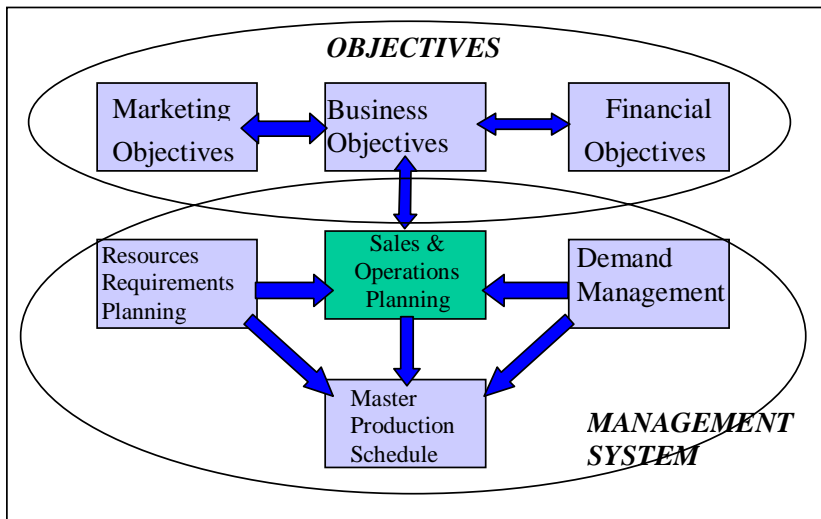 OBJECTIVES
Marketing
Objectives
Business
Objectives
Financial
Objectives
Resources
Requirements
Planning
Sales &
Operations
Planning
Demand
Management
Master
Production
Schedule
MANAGEMENT
SYSTEM